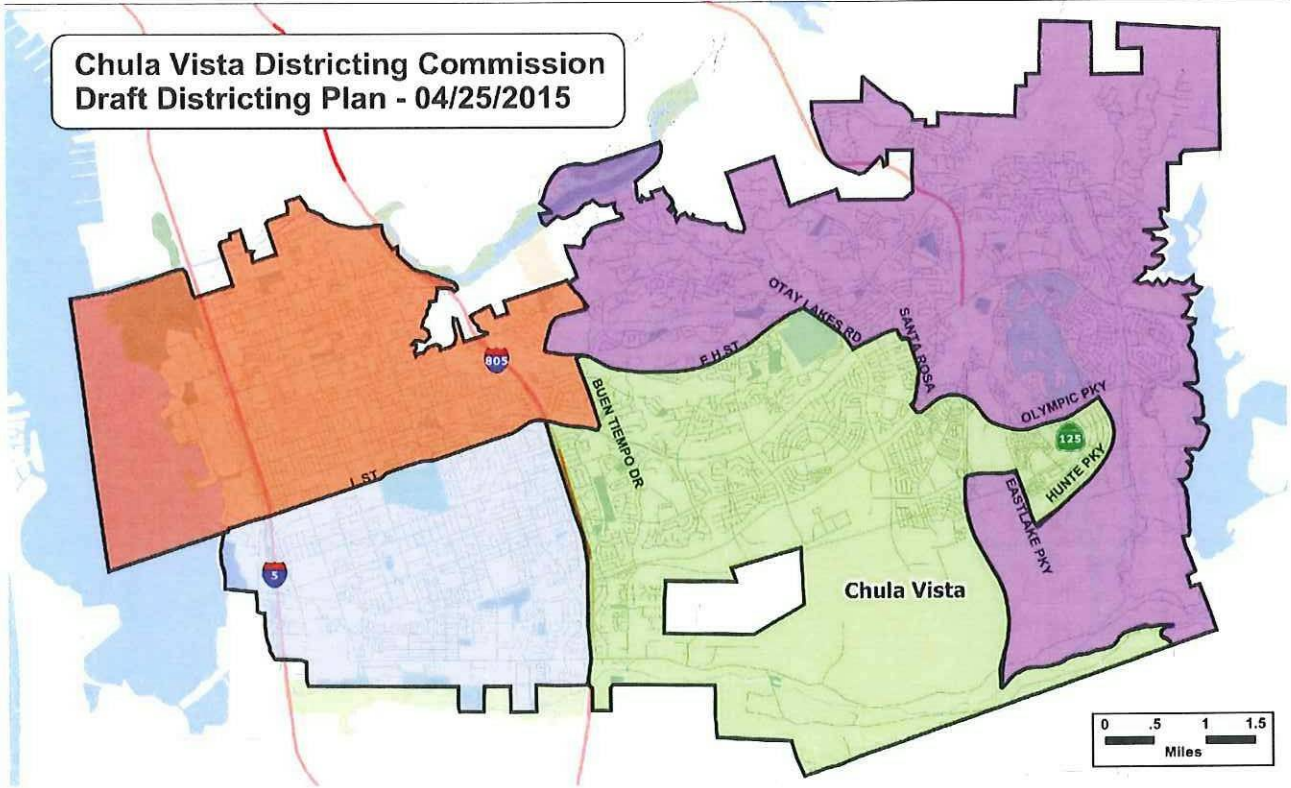 Chula Vista Districting Commission
Draft Districting Plan - 04/25/2015
OTAY LAKES RD
SANTA ROSA
E H ST
805
BUEN TIEMPO DR
OLYMPIC PKY
125
HUNTE PKY
L ST
EASTLAKE PKY
5
Chula Vista
0 .5 1 1.5
Miles